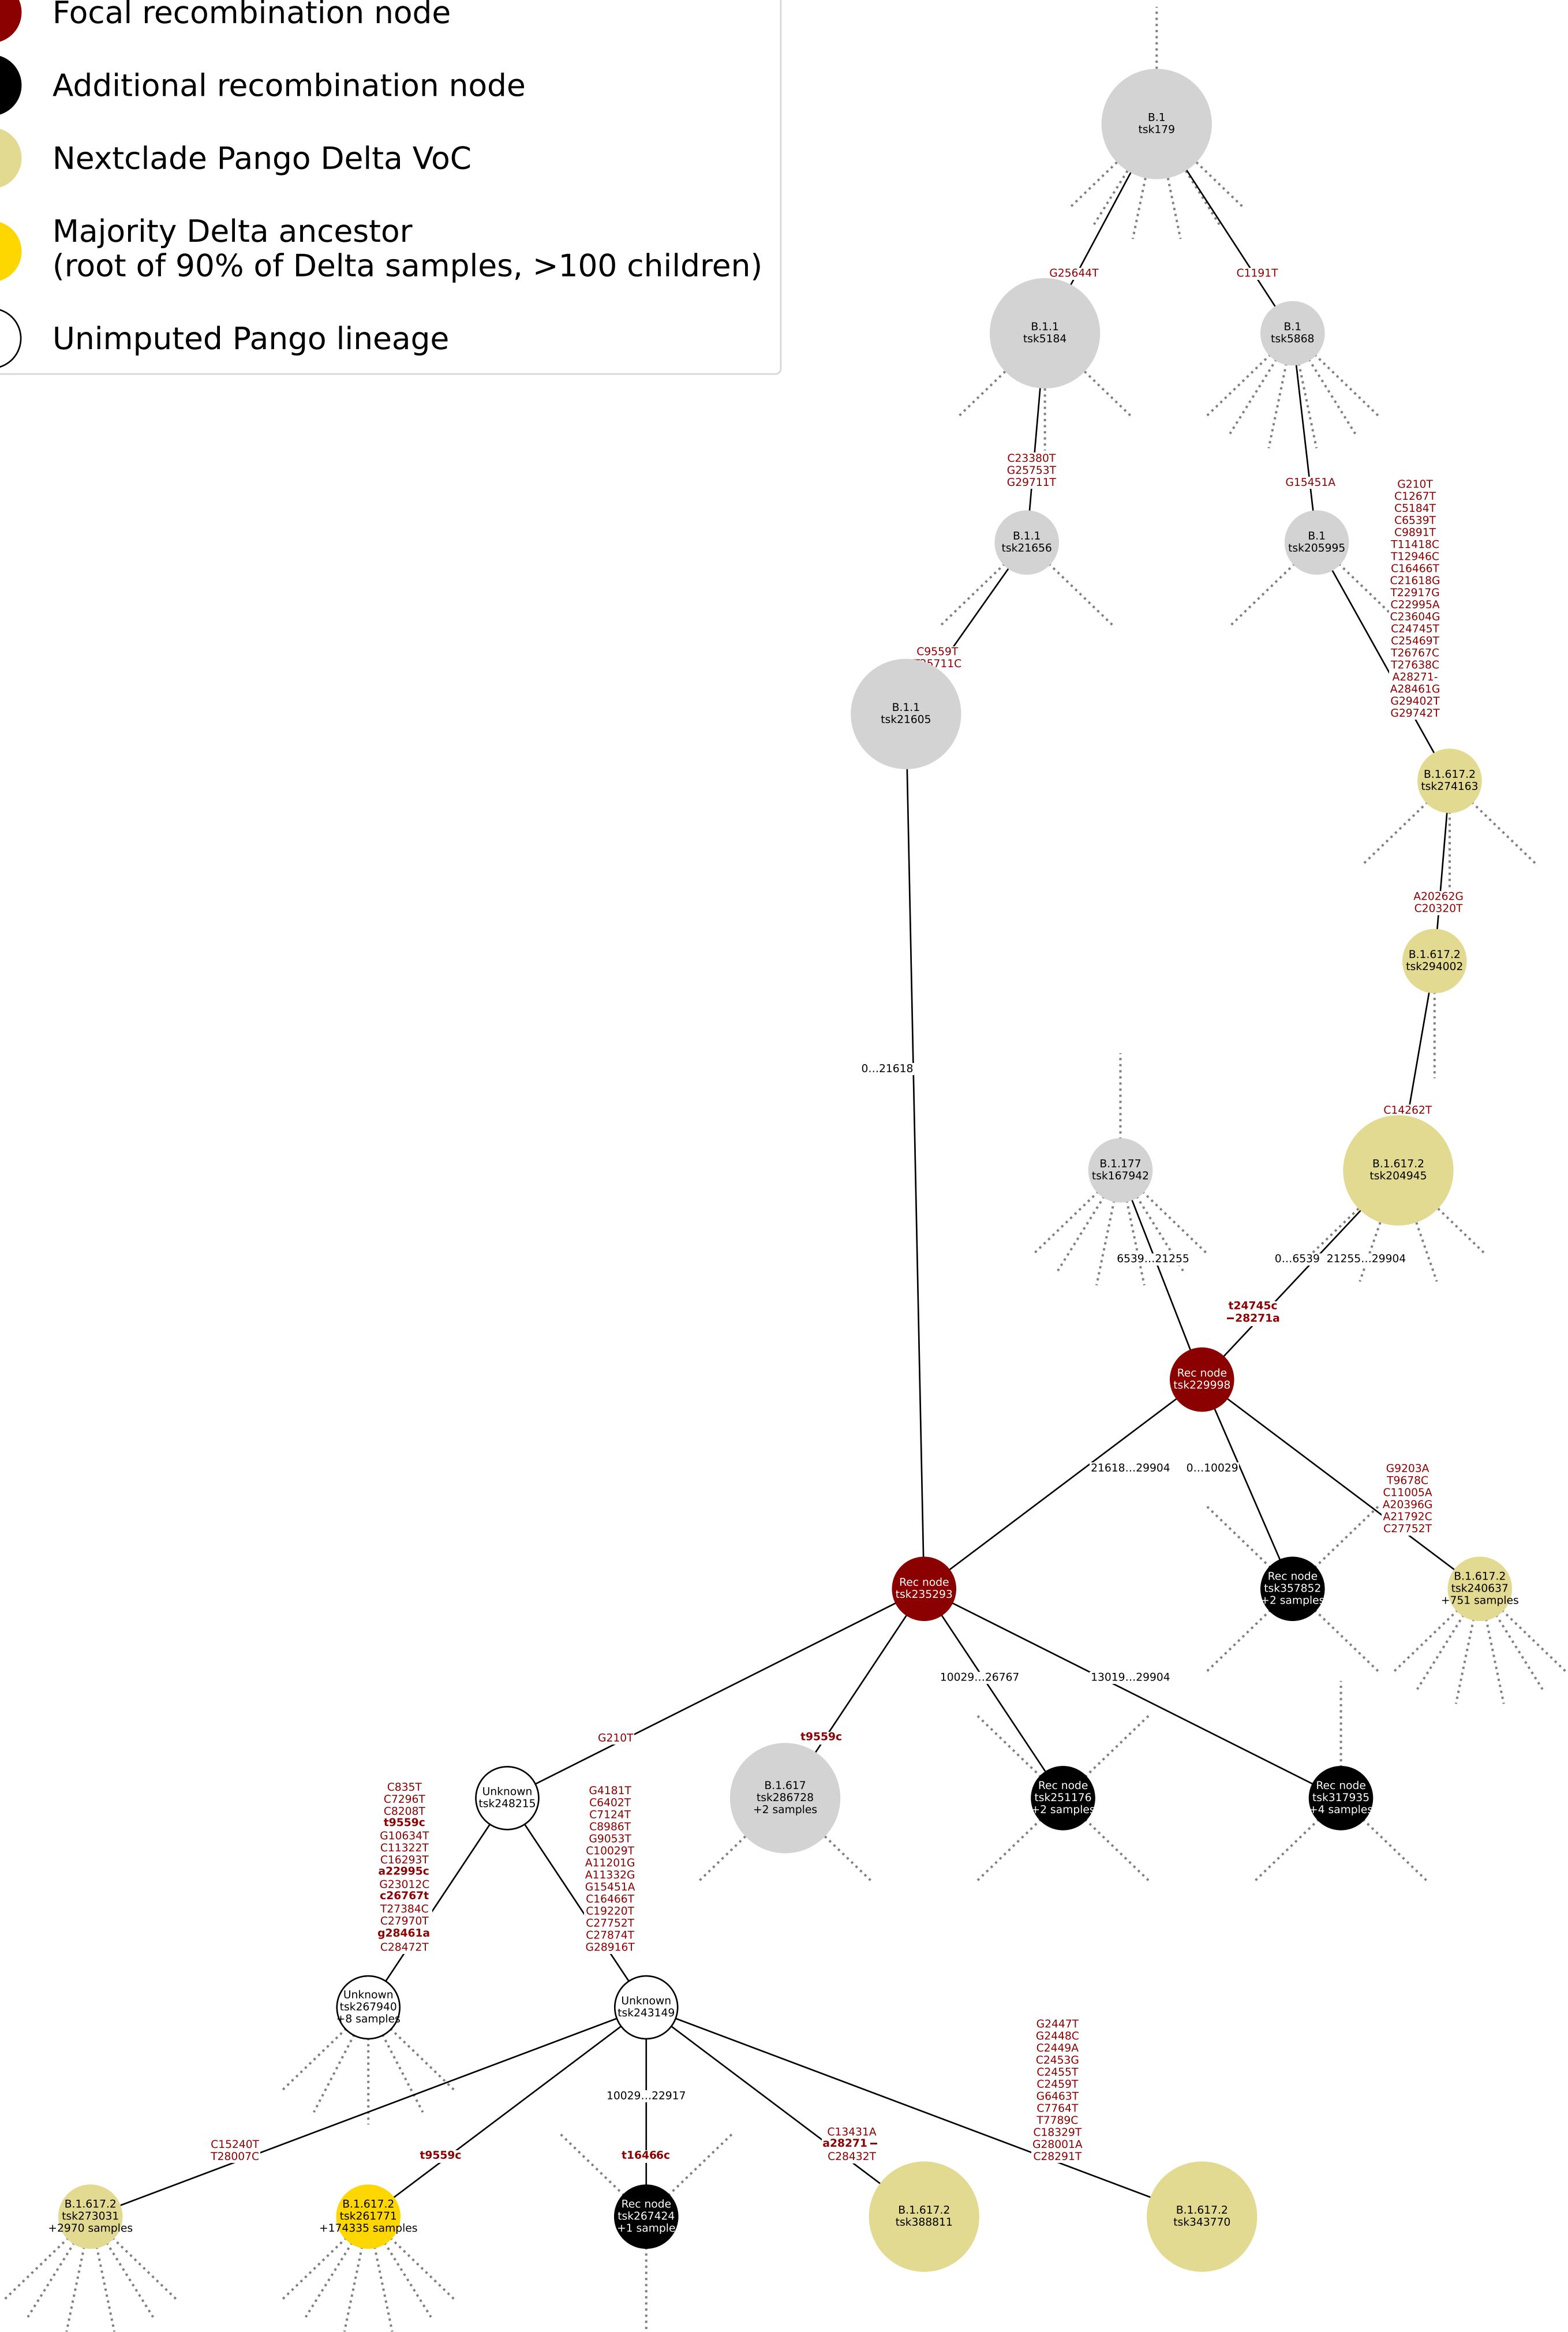 Focal recombination node
Additional recombination node
Nextclade Pango Delta VoC
Majority Delta ancestor
(root of 90% of Delta samples, >100 children)
Unimputed Pango lineage
B.1
tsk179
G25644T
C1191T
B.1.1
tsk5184
B.1
tsk5868
C23380T
G25753T
G29711T
G15451A
B.1.1
tsk21656
B.1
tsk205995
G210T
C1267T
C5184T
C6539T
C9891T
T11418C
T12946C
C16466T
C21618G
T22917G
C22995A
C23604G
C24745T
C25469T
T26767C
T27638C
A28271-
A28461G
G29402T
G29742T
C9559T
B.1.1
tsk21605
B.1.617.2
tsk274163
A20262G
C20320T
B.1.617.2
tsk294002
0...21618
C14262T
B.1.177
tsk167942
B.1.617.2
tsk204945
6539...21255
0...6539 21255...29904
t24745c
−28271a
Rec node
tsk229998
21618...29904
0...10029
G9203A
T9678C
C11005A
A20396G
A21792C
C27752T
Rec node
tsk235293
Rec node
tsk357852
+2 samples
B.1.617.2
tsk240637
+751 samples
10029...26767
13019...29904
G210T
t9559c
Unknown
tsk248215
B.1.617
tsk286728
+2 samples
Rec node
tsk251176
+2 samples
Rec node
tsk317935
+4 samples
C835T
C7296T
C8208T
t9559c
G10634T
C11322T
C16293T
a22995c
G23012C
c26767t
T27384C
C27970T
g28461a
C28472T
G4181T
C6402T
C7124T
C8986T
G9053T
C10029T
A11201G
A11332G
G15451A
C16466T
C19220T
C27752T
C27874T
G28916T
Unknown
tsk267940
+8 samples
Unknown
tsk243149
10029...22917
G2447T
G2448C
C2449A
C2453G
C2455T
C2459T
G6463T
C7764T
T7789C
C18329T
G28001A
C28291T
C15240T
T28007C
t9559c
t16466c
C13431A
a28271−
C28432T
B.1.617.2
tsk273031
+2970 samples
B.1.617.2
tsk261771
+174335 samples
Rec node
tsk267424
+1 sample
B.1.617.2
tsk388811
B.1.617.2
tsk343770